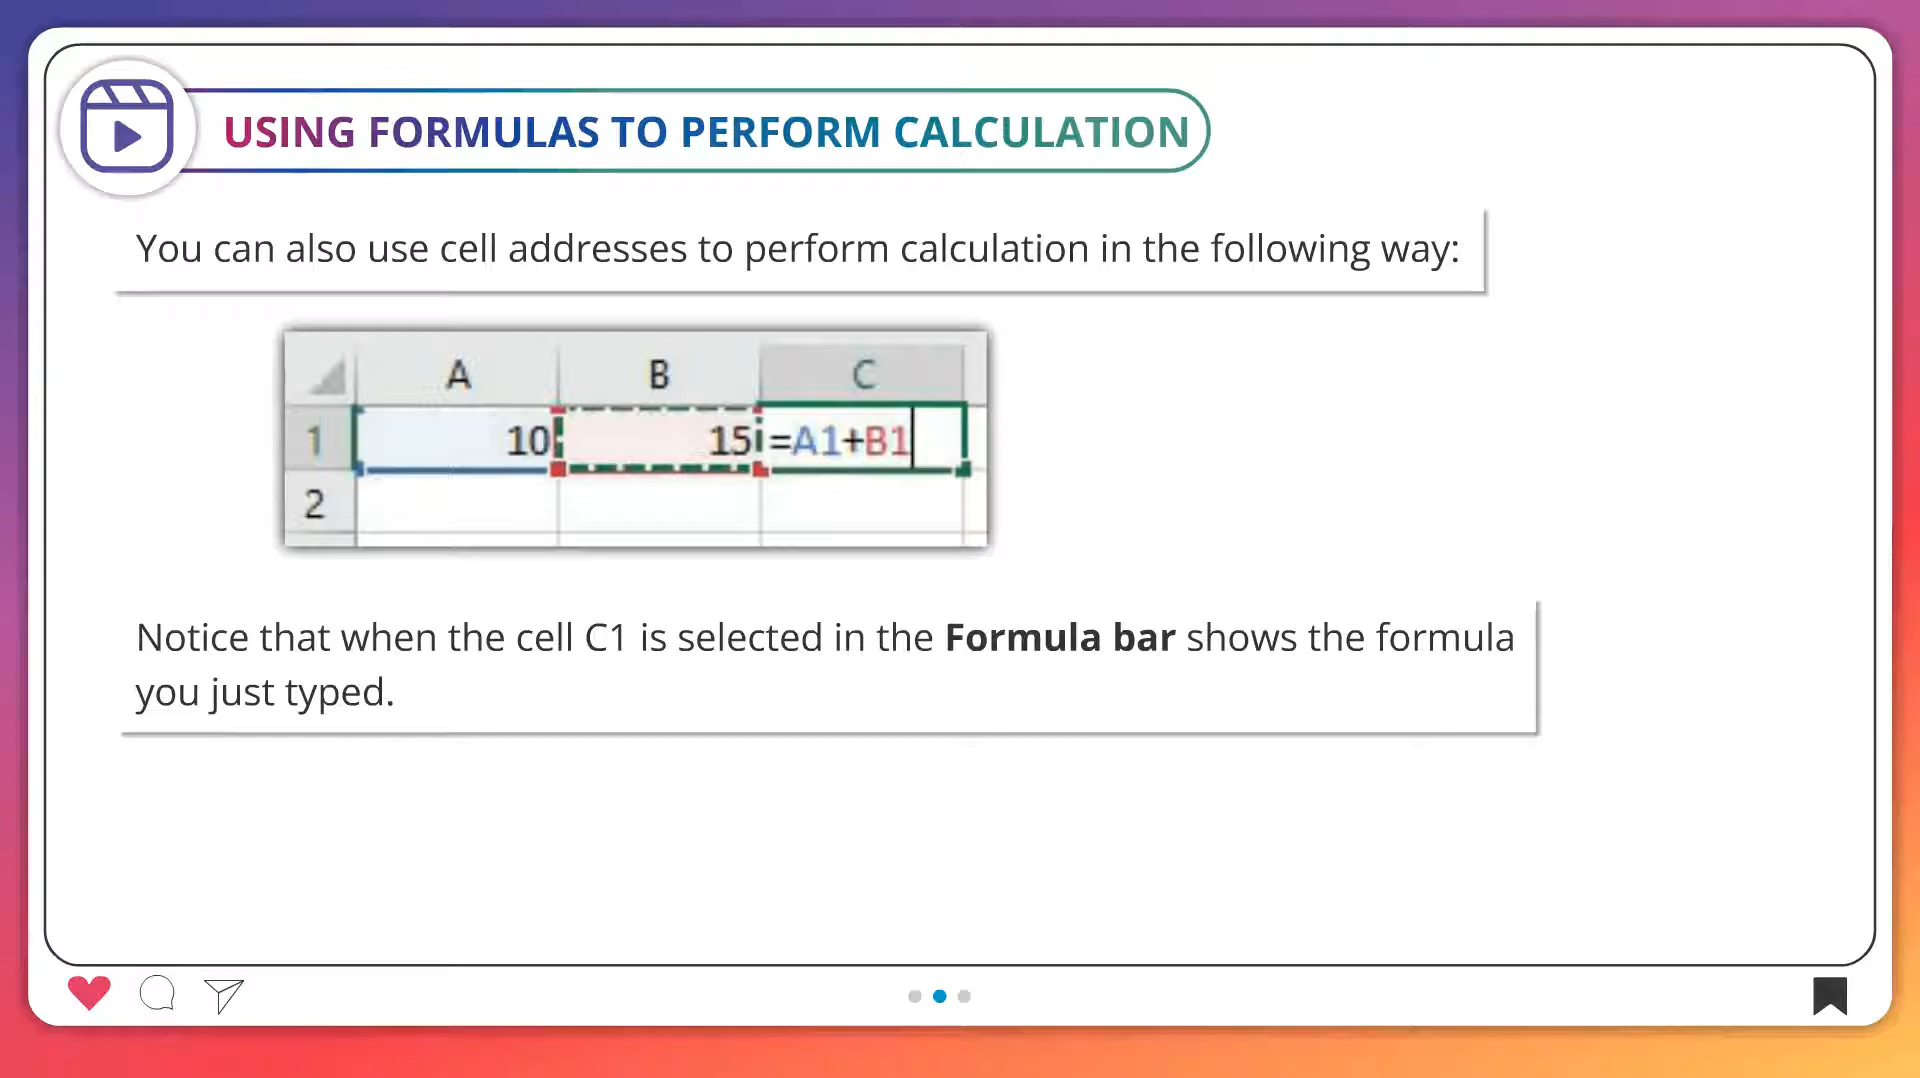 USING FORMULAS TO PERFORM CALCULATION
You can also use cell addresses to perform calculation in the following way:
A B C
1 10 15 =A1+B1
2
Notice that when the cell C1 is selected in the Formula bar shows the formula
you just typed.